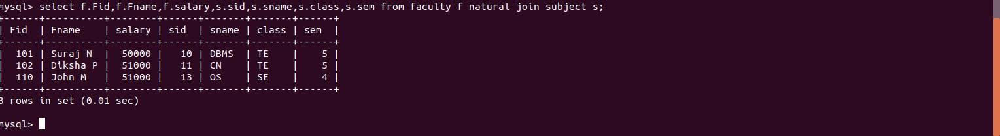 mysql> select f.Fid,f.Fname,f.salary,s.sid,s.sname,s.class,s.sem from faculty f natural join subject s;
+------+----------+--------+------+-------+-------+------+
| Fid  | Fname    | salary | sid  | sname | class | sem  |
+------+----------+--------+------+-------+-------+------+
|  101 | Suraj N  |  50000 |   10 | DBMS  | TE    |    5 |
|  102 | Diksha P |  51000 |   11 | CN    | TE    |    5 |
|  110 | John M   |  51000 |   13 | OS    | SE    |    4 |
+------+----------+--------+------+-------+-------+------+
3 rows in set (0.01 sec)
mysql>